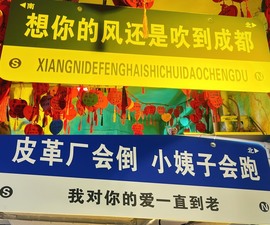 南
想你的风还是吹到成都
XIANGNIDEFENGHAISHICHUIDAOCHENGDU
北
皮革厂会倒 小姨子会跑
S 我对你的爱一直到老 N